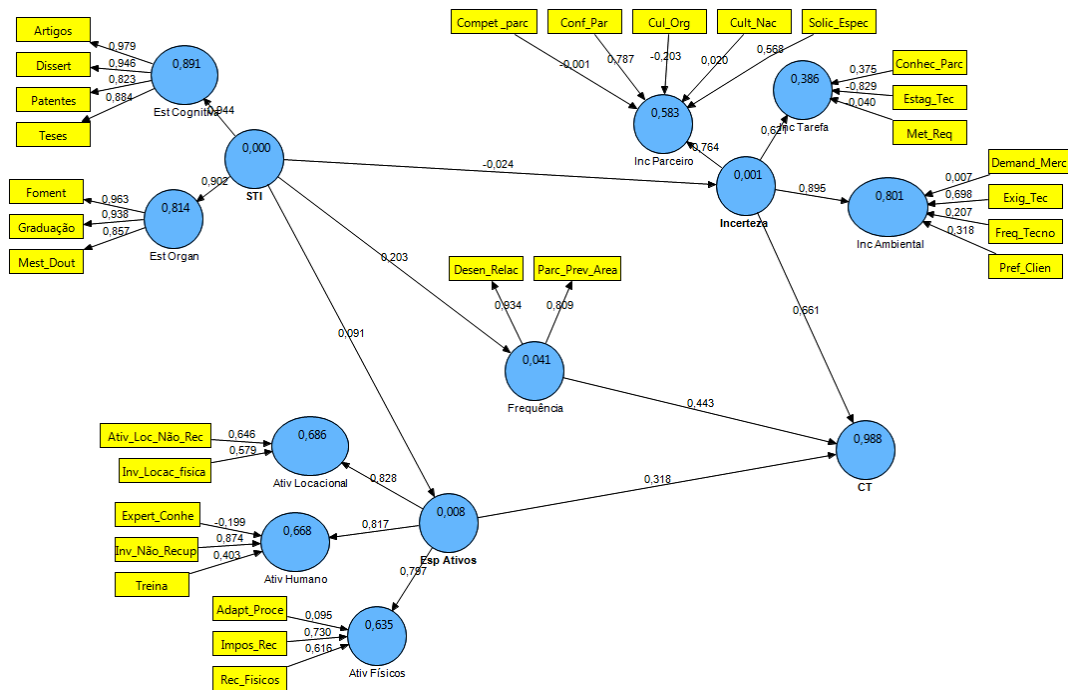 Compet _parc
Conf_Par
Cul_Org
Cult_Nac
Solic_Espec
-0,001
0,787
-0,203
0,020
0,568
Artigos
Dissert
Patentes
Teses
0,979
0,946
0,823
0,884
0,891
Est Cognitiva
0,944
0,583
Inc Parceiro
0,764
0,386
Inc Tarefa
0,621
0,375
-0,829
-0,040
Conhec_Parc
Estag_Tec
Met_Req
0,000
STI
-0,024
0,001
Incerteza
0,895
0,801
Inc Ambiental
0,007
0,698
0,207
0,318
Demand_Merc
Exig_Tec
Freq_Tecno
Pref_Clien
Foment
Graduação
Mest_Dout
0,963
0,938
0,857
0,814
Est Organ
0,902
0,203
0,091
Desen_Relac
Parc_Prev_Area
0,934
0,809
0,041
Frequência
0,443
0,661
0,988
CT
0,318
Ativ_Loc_Não_Rec
Inv_Locac_fisica
0,646
0,579
0,686
Ativ Locacional
0,828
Expert_Conhe
Inv_Não_Recup
Treina
-0,199
0,874
0,403
0,668
Ativ Humano
0,817
0,008
Esp Ativos
0,797
Adapt_Proce
Impos_Rec
Rec_Fisicos
0,095
0,730
0,616
0,635
Ativ Físicos